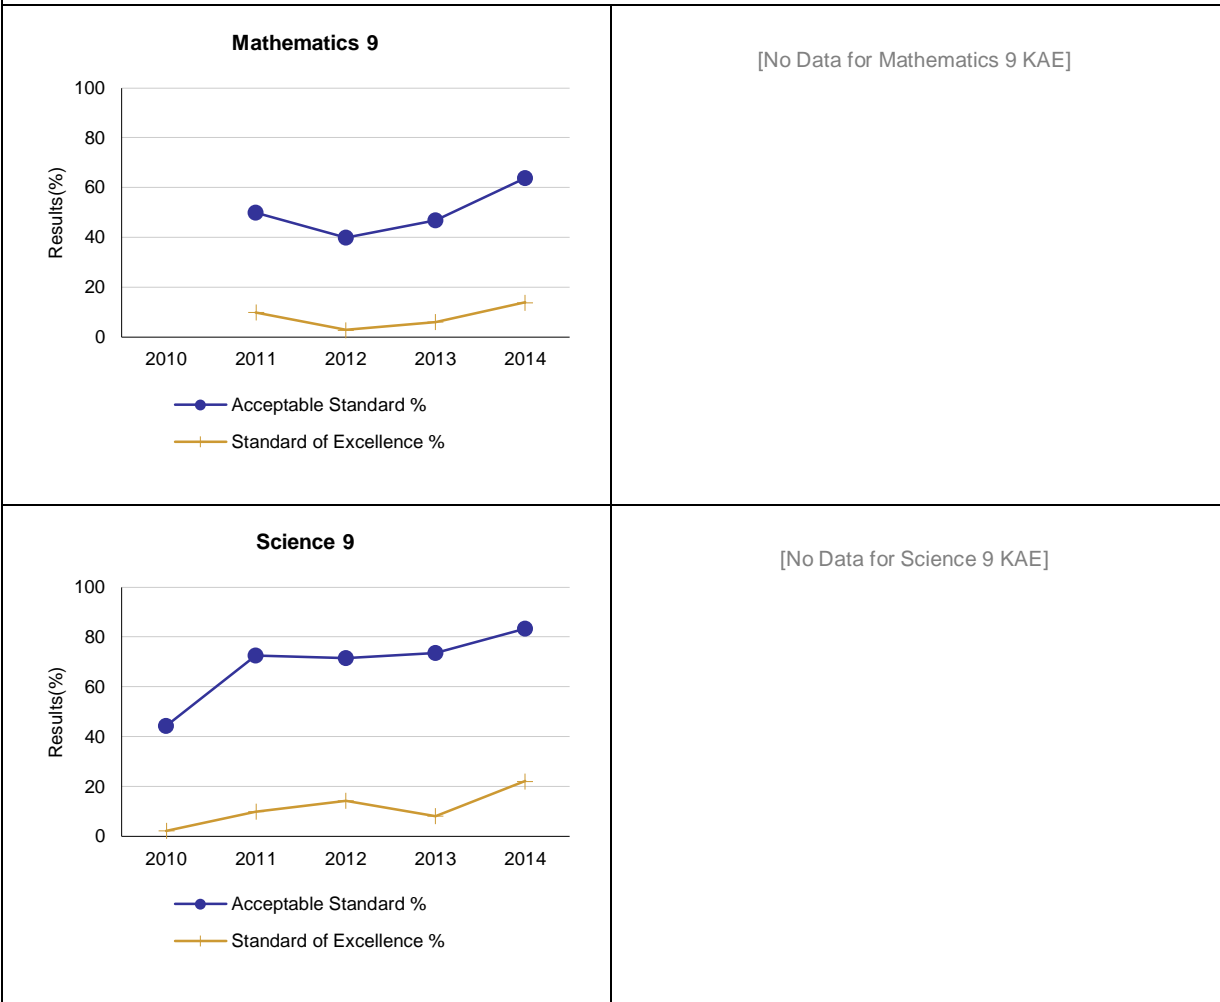 Mathematics 9
100
80
60
40
20
0
Results(%)
2010 2011 2012 2013 2014
Acceptable Standard %
Standard of Excellence %
[No Data for Mathematics 9 KAE]
Science 9
100
80
60
40
20
0
Results(%)
2010 2011 2012 2013 2014
Acceptable Standard %
Standard of Excellence %
[No Data for Science 9 KAE]